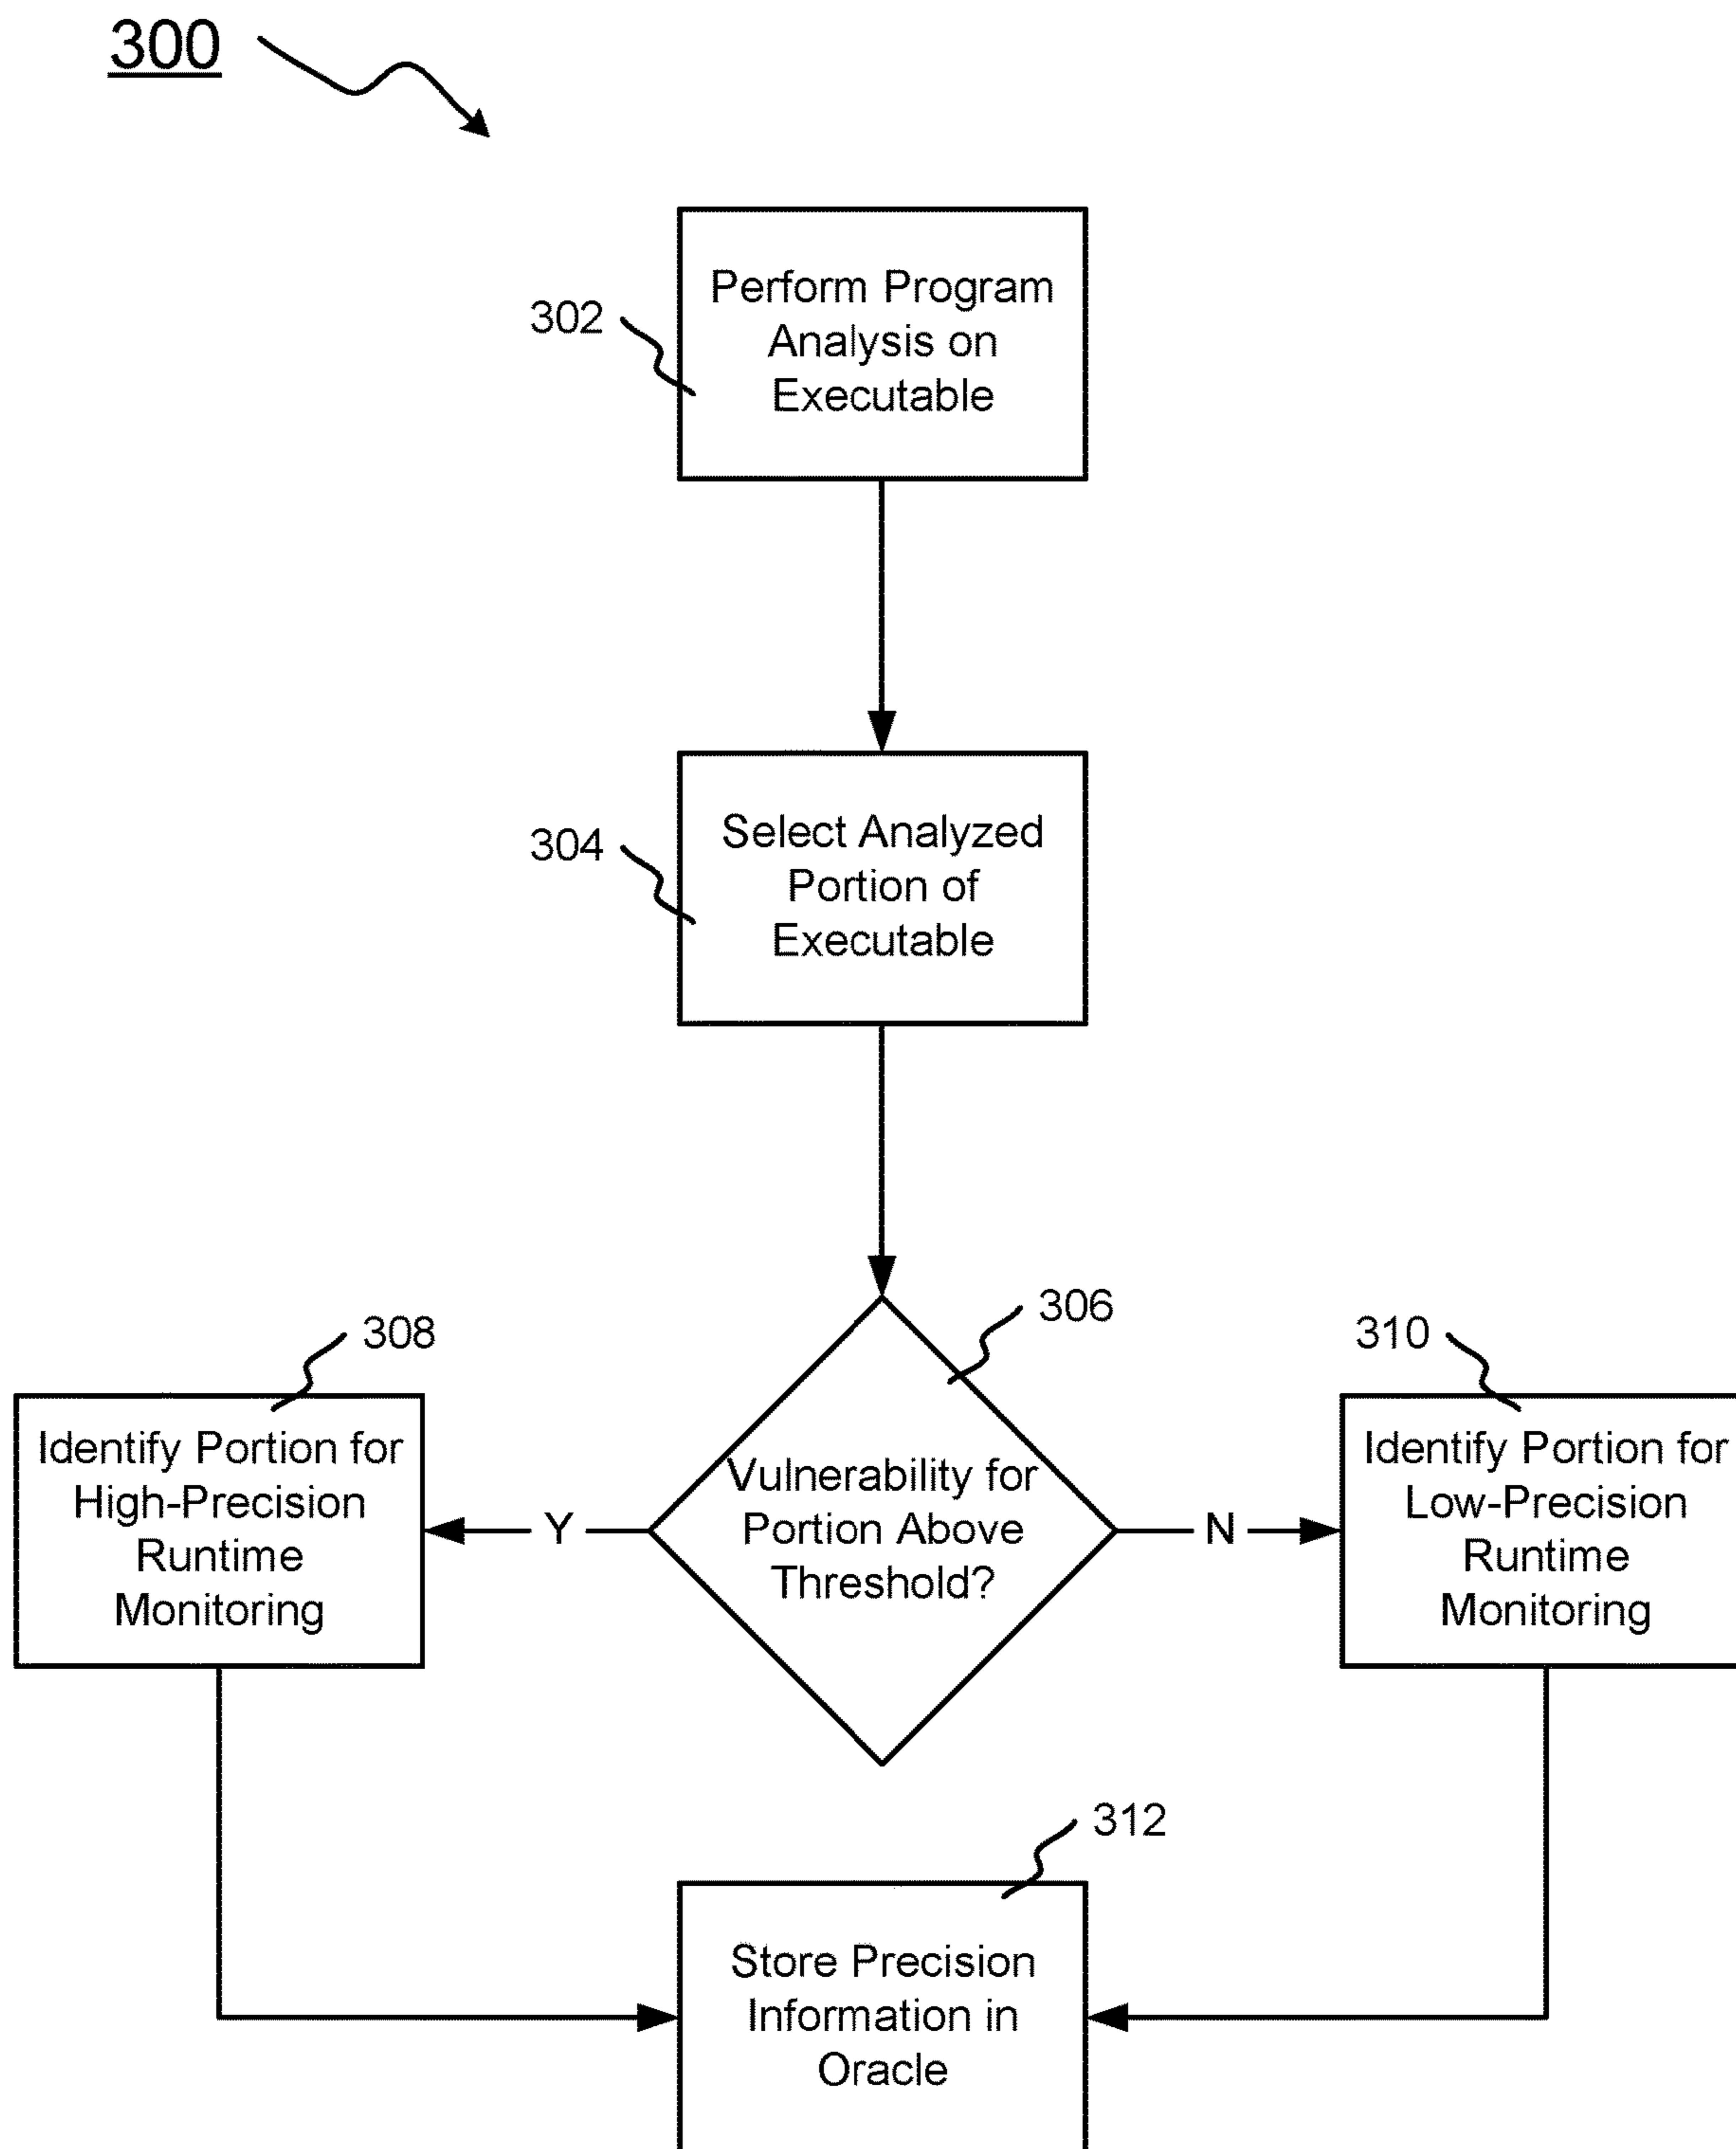 300
302
Perform Program
Analysis on
Executable
304
Select Analyzed
Portion of
Executable
306
308
310
Identify Portion for
High-Precision
Runtime
Monitoring
Y
Vulnerability for
Portion Above
Threshold?
N
Identify Portion for
Low-Precision
Runtime
Monitoring
312
Store Precision
Information in
Oracle